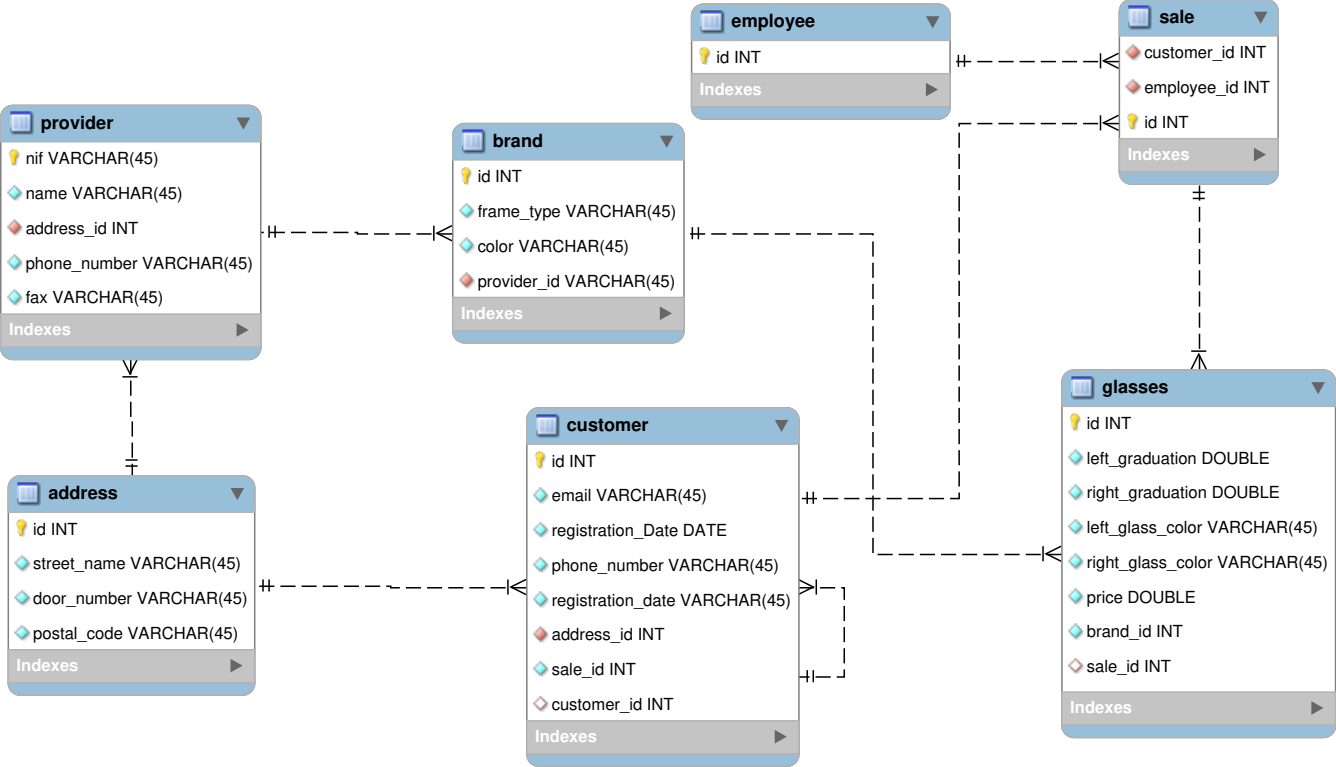 employee
id INT
Indexes
sale
customer_id INT
employee_id INT
id INT
Indexes
provider
nif VARCHAR(45)
name VARCHAR(45)
address_id INT
phone_number VARCHAR(45)
fax VARCHAR(45)
Indexes
brand
id INT
frame_type VARCHAR(45)
color VARCHAR(45)
provider_id VARCHAR(45)
Indexes
address
id INT
street_name VARCHAR(45)
door_number VARCHAR(45)
postal_code VARCHAR(45)
Indexes
customer
id INT
email VARCHAR(45)
registration_Date DATE
phone_number VARCHAR(45)
registration_date VARCHAR(45)
address_id INT
sale_id INT
customer_id INT
Indexes
glasses
id INT
left_graduation DOUBLE
right_graduation DOUBLE
left_glass_color VARCHAR(45)
right_glass_color VARCHAR(45)
price DOUBLE
brand_id INT
sale_id INT
Indexes